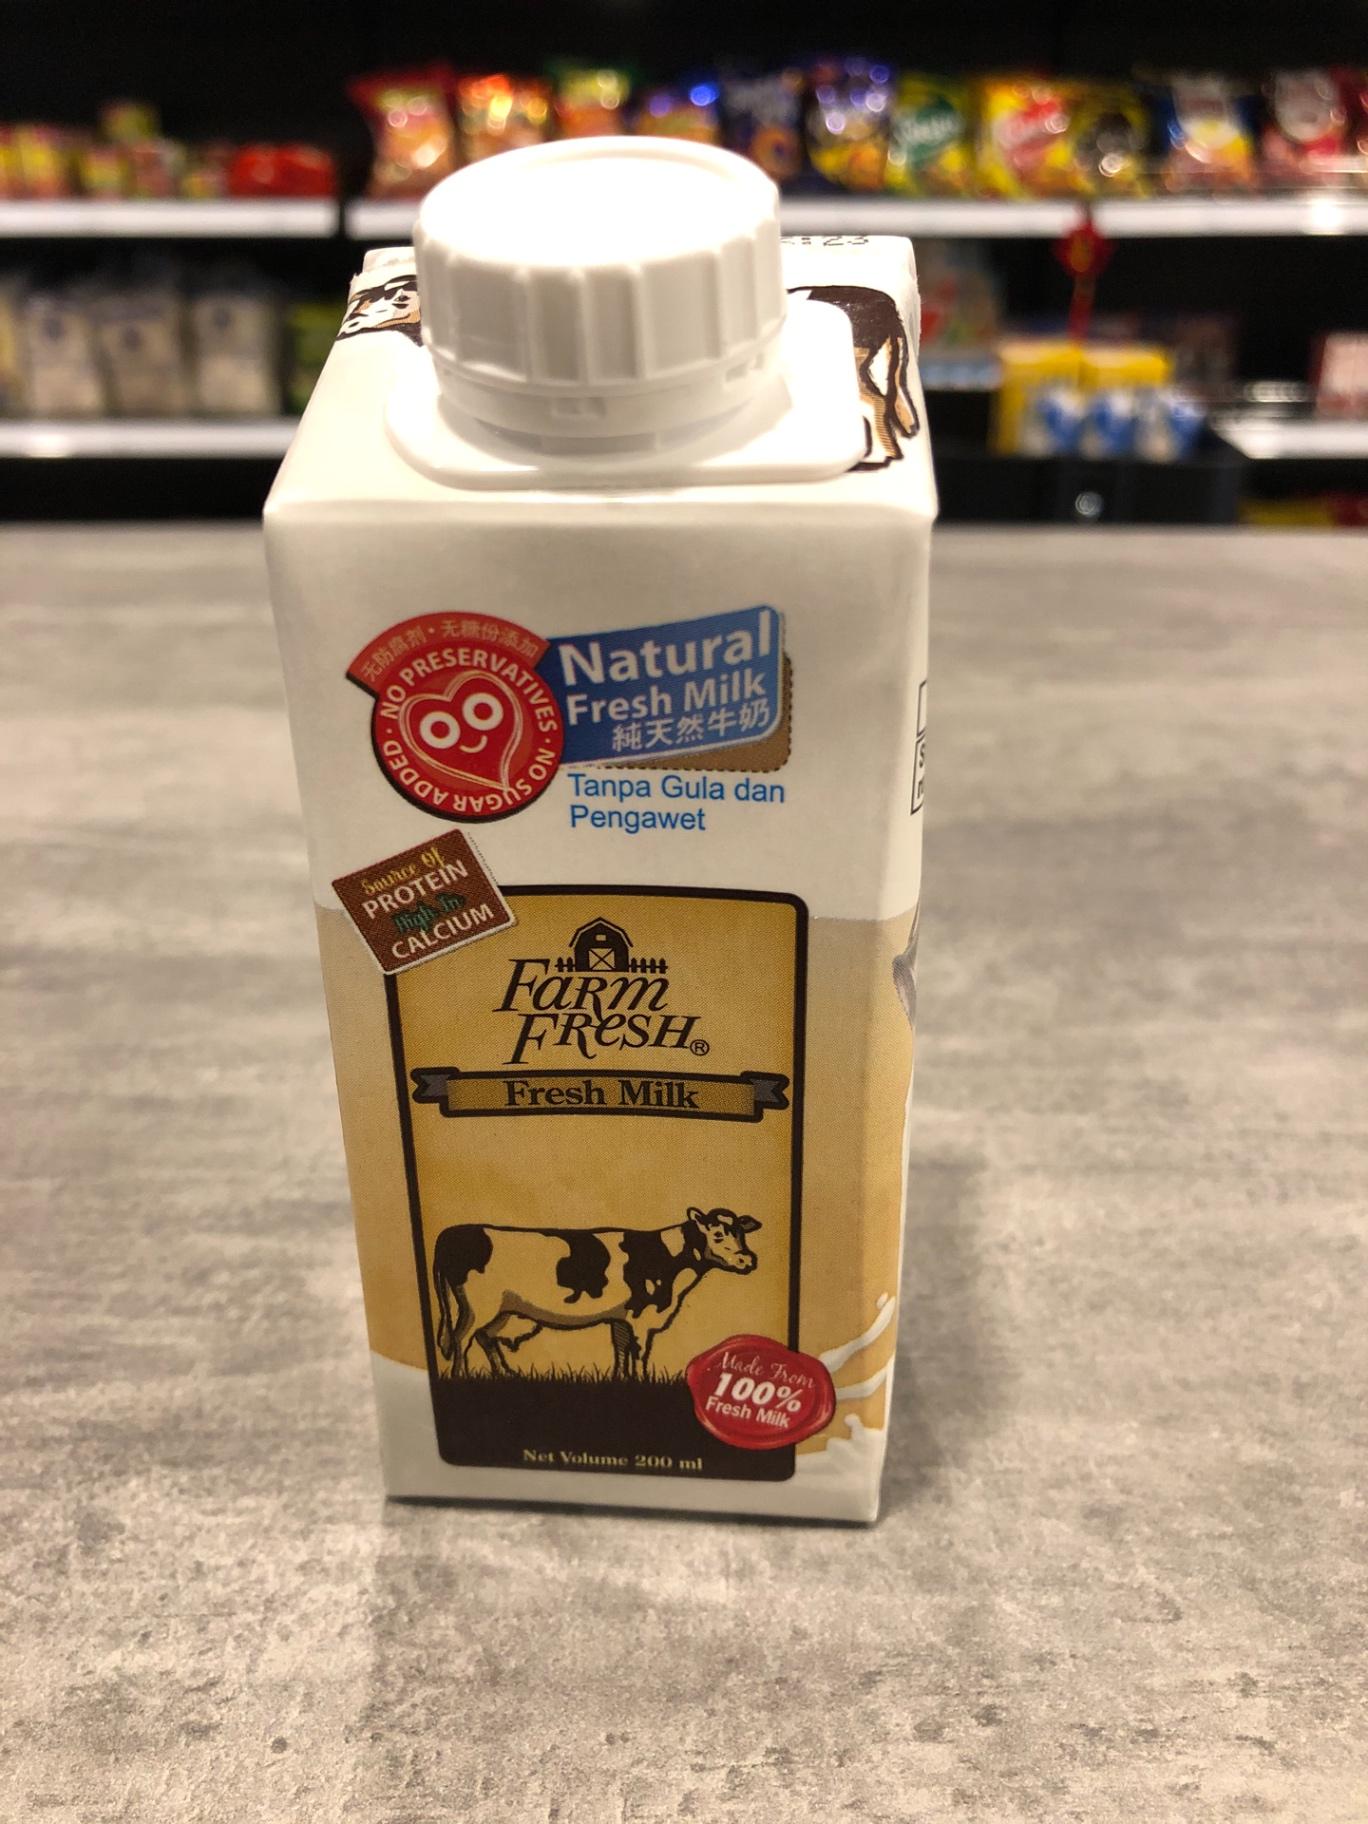 无防腐剂·无糖份添加
NO PRESERVATIVES · NO SUGAR ADDED ·
Natural
Fresh Milk
純天然牛奶
Tanpa Gula dan
Pengawet
Source Of
PROTEIN
High In
CALCIUM
FARM
FRESH®
Fresh Milk
Made From
100%
Fresh Milk
Net Volume 200 ml